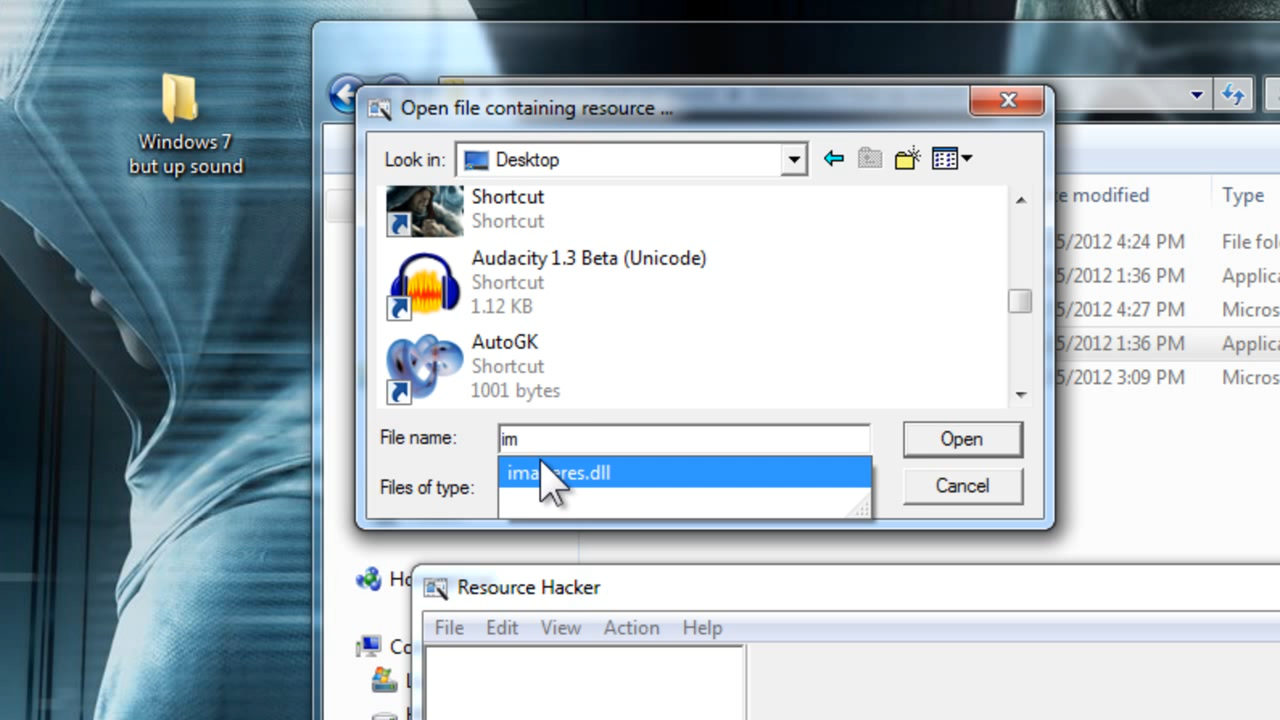 Windows 7
but up sound
Open file containing resource ...
Look in:
Desktop
Shortcut
Shortcut
Audacity 1.3 Beta (Unicode)
Shortcut
1.12 KB
AutoGK
Shortcut
1001 bytes
File name:
im
Open
Files of type:
Cancel
modified
Type
5/2012 4:24 PM
File fol
5/2012 1:36 PM
Applica
5/2012 4:27 PM
Micros
5/2012 1:36 PM
Applica
5/2012 3:09 PM
Micros
Resource Hacker
File Edit View Action Help